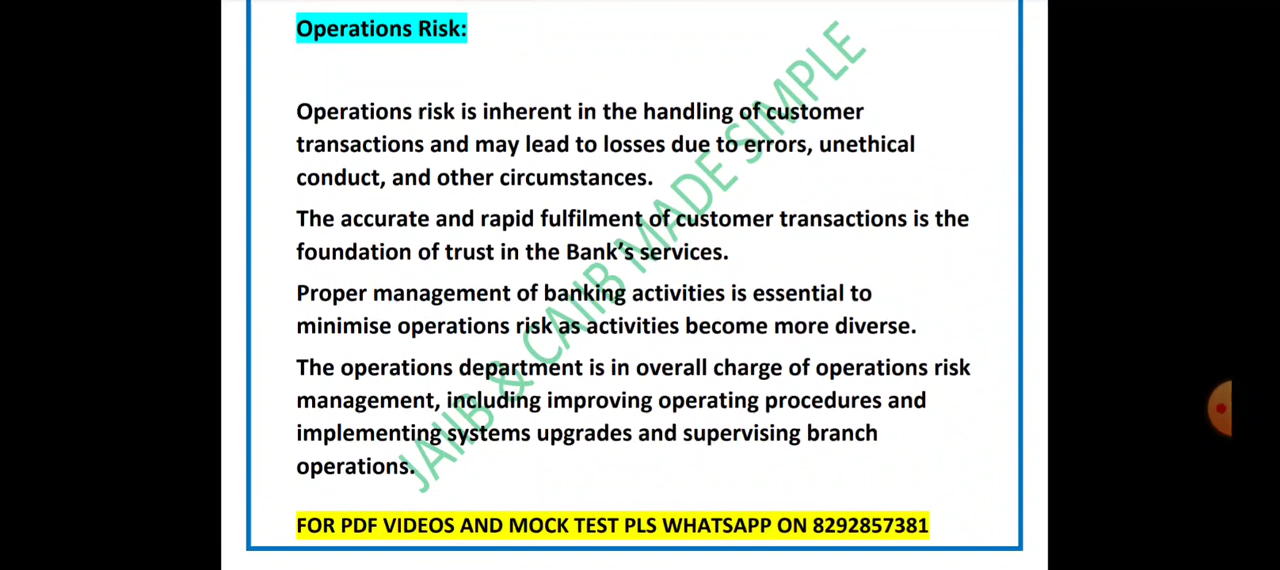 Operations Risk:
Operations risk is inherent in the handling of customer
transactions and may lead to losses due to errors, unethical
conduct, and other circumstances.
The accurate and rapid fulfilment of customer transactions is the
foundation of trust in the Bank's services.
Proper management of banking activities is essential to
minimise operations risk as activities become more diverse.
The operations department is in overall charge of operations risk
management, including improving operating procedures and
implementing systems upgrades and supervising branch
operations.
JAIIB & CAIIB MADE SIMPLE
FOR PDF VIDEOS AND MOCK TEST PLS WHATSAPP ON 8292857381